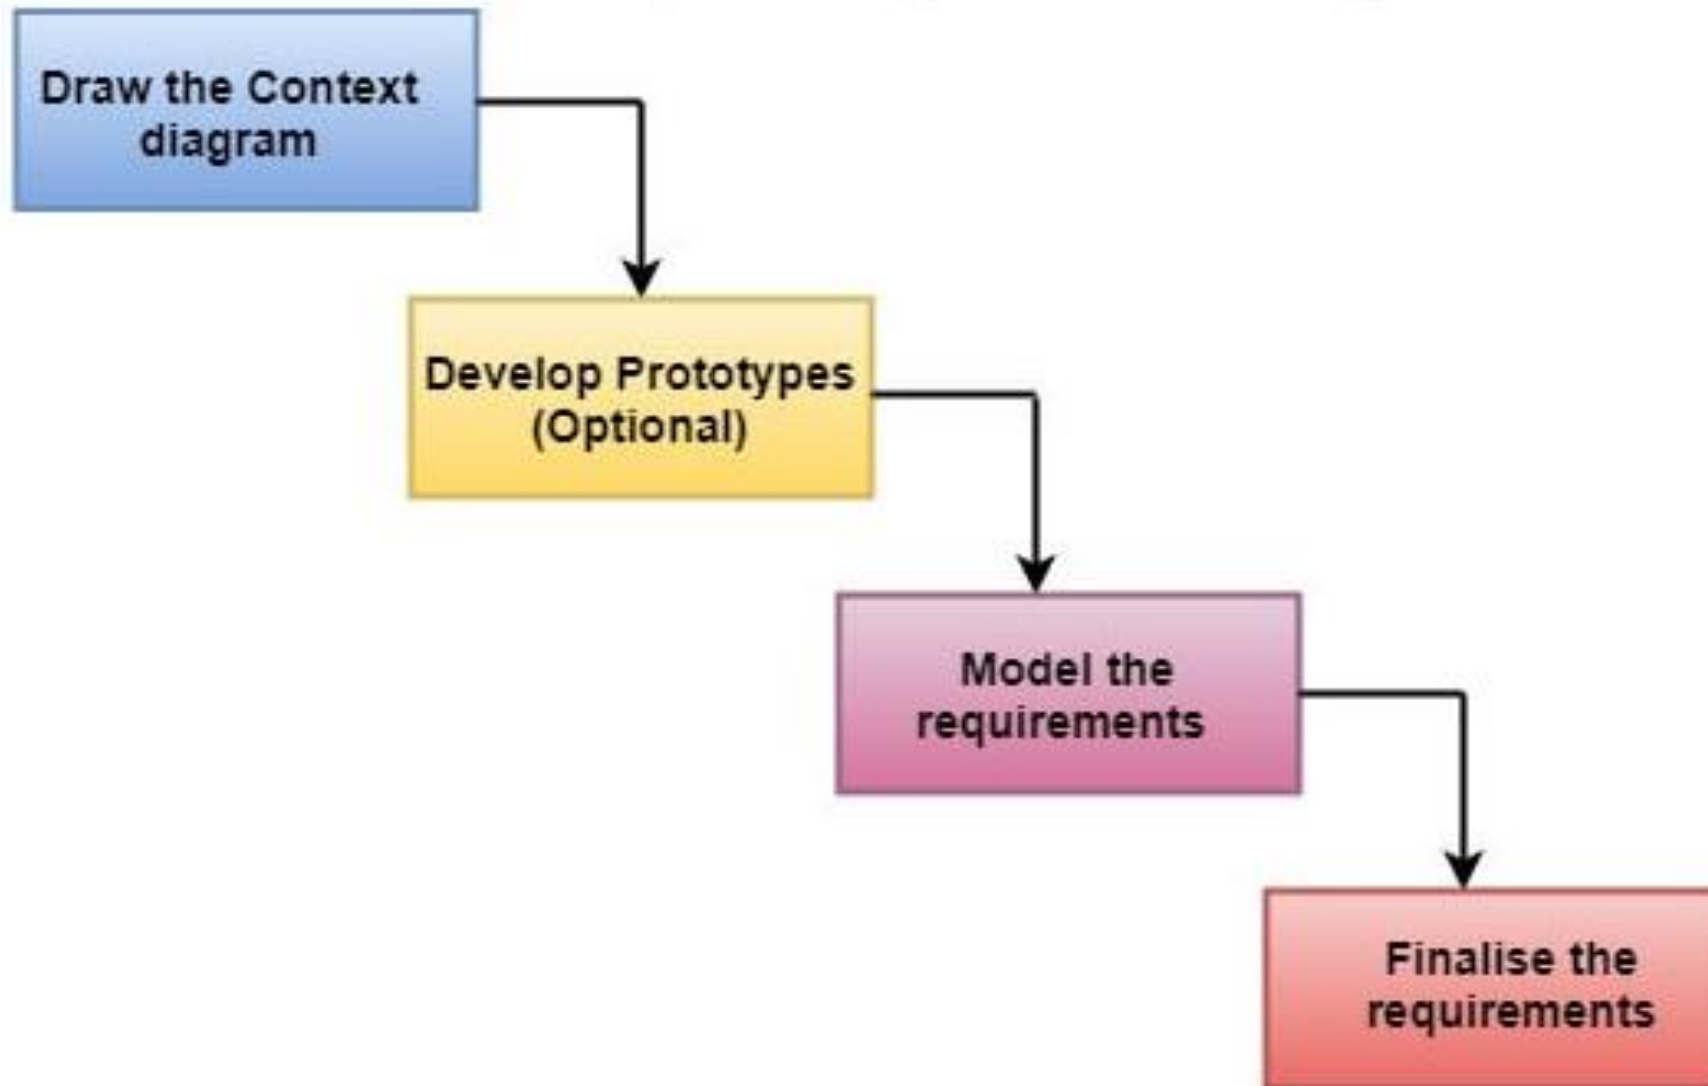 Draw the Context
diagram
Develop Prototypes
(Optional)
Model the
requirements
Finalise the
requirements